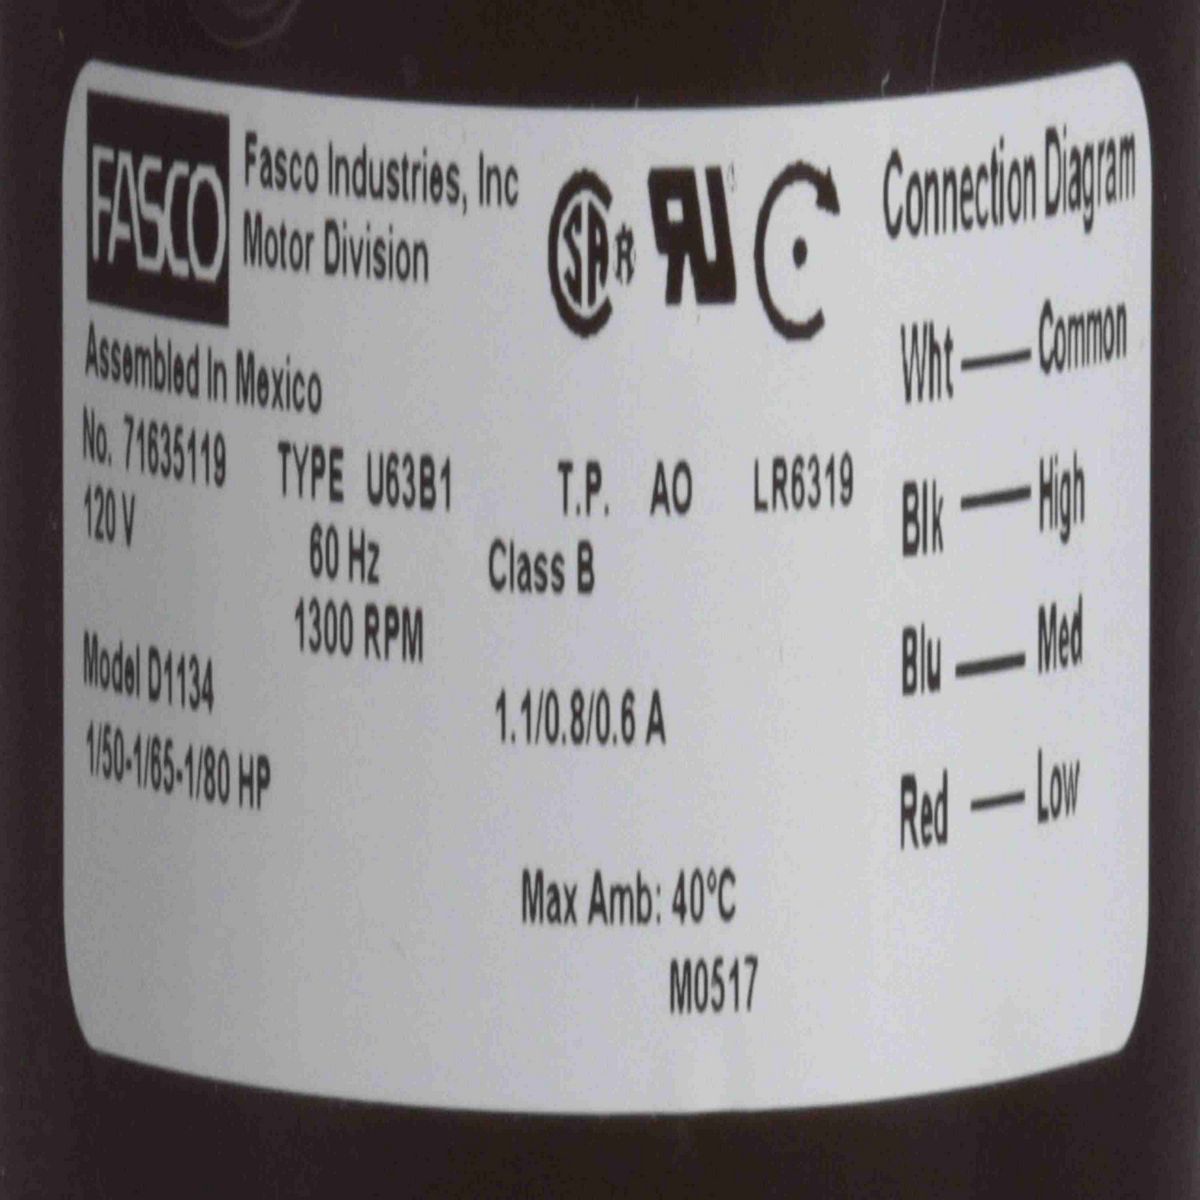 FASCO
Fasco Industries, Inc
Motor Division
SA R
RU
Assembled In Mexico
No. 71635119 TYPE U63B1 T.P. AO LR6319
120 V 60 Hz Class B
1300 RPM
Model D1134
1.1/0.8/0.6 A
1/50-1/65-1/80 HP
Max Amb: 40°C
M0517
Connection Diagram
Wht — Common
Blk — High
Blu — Med
Red — Low